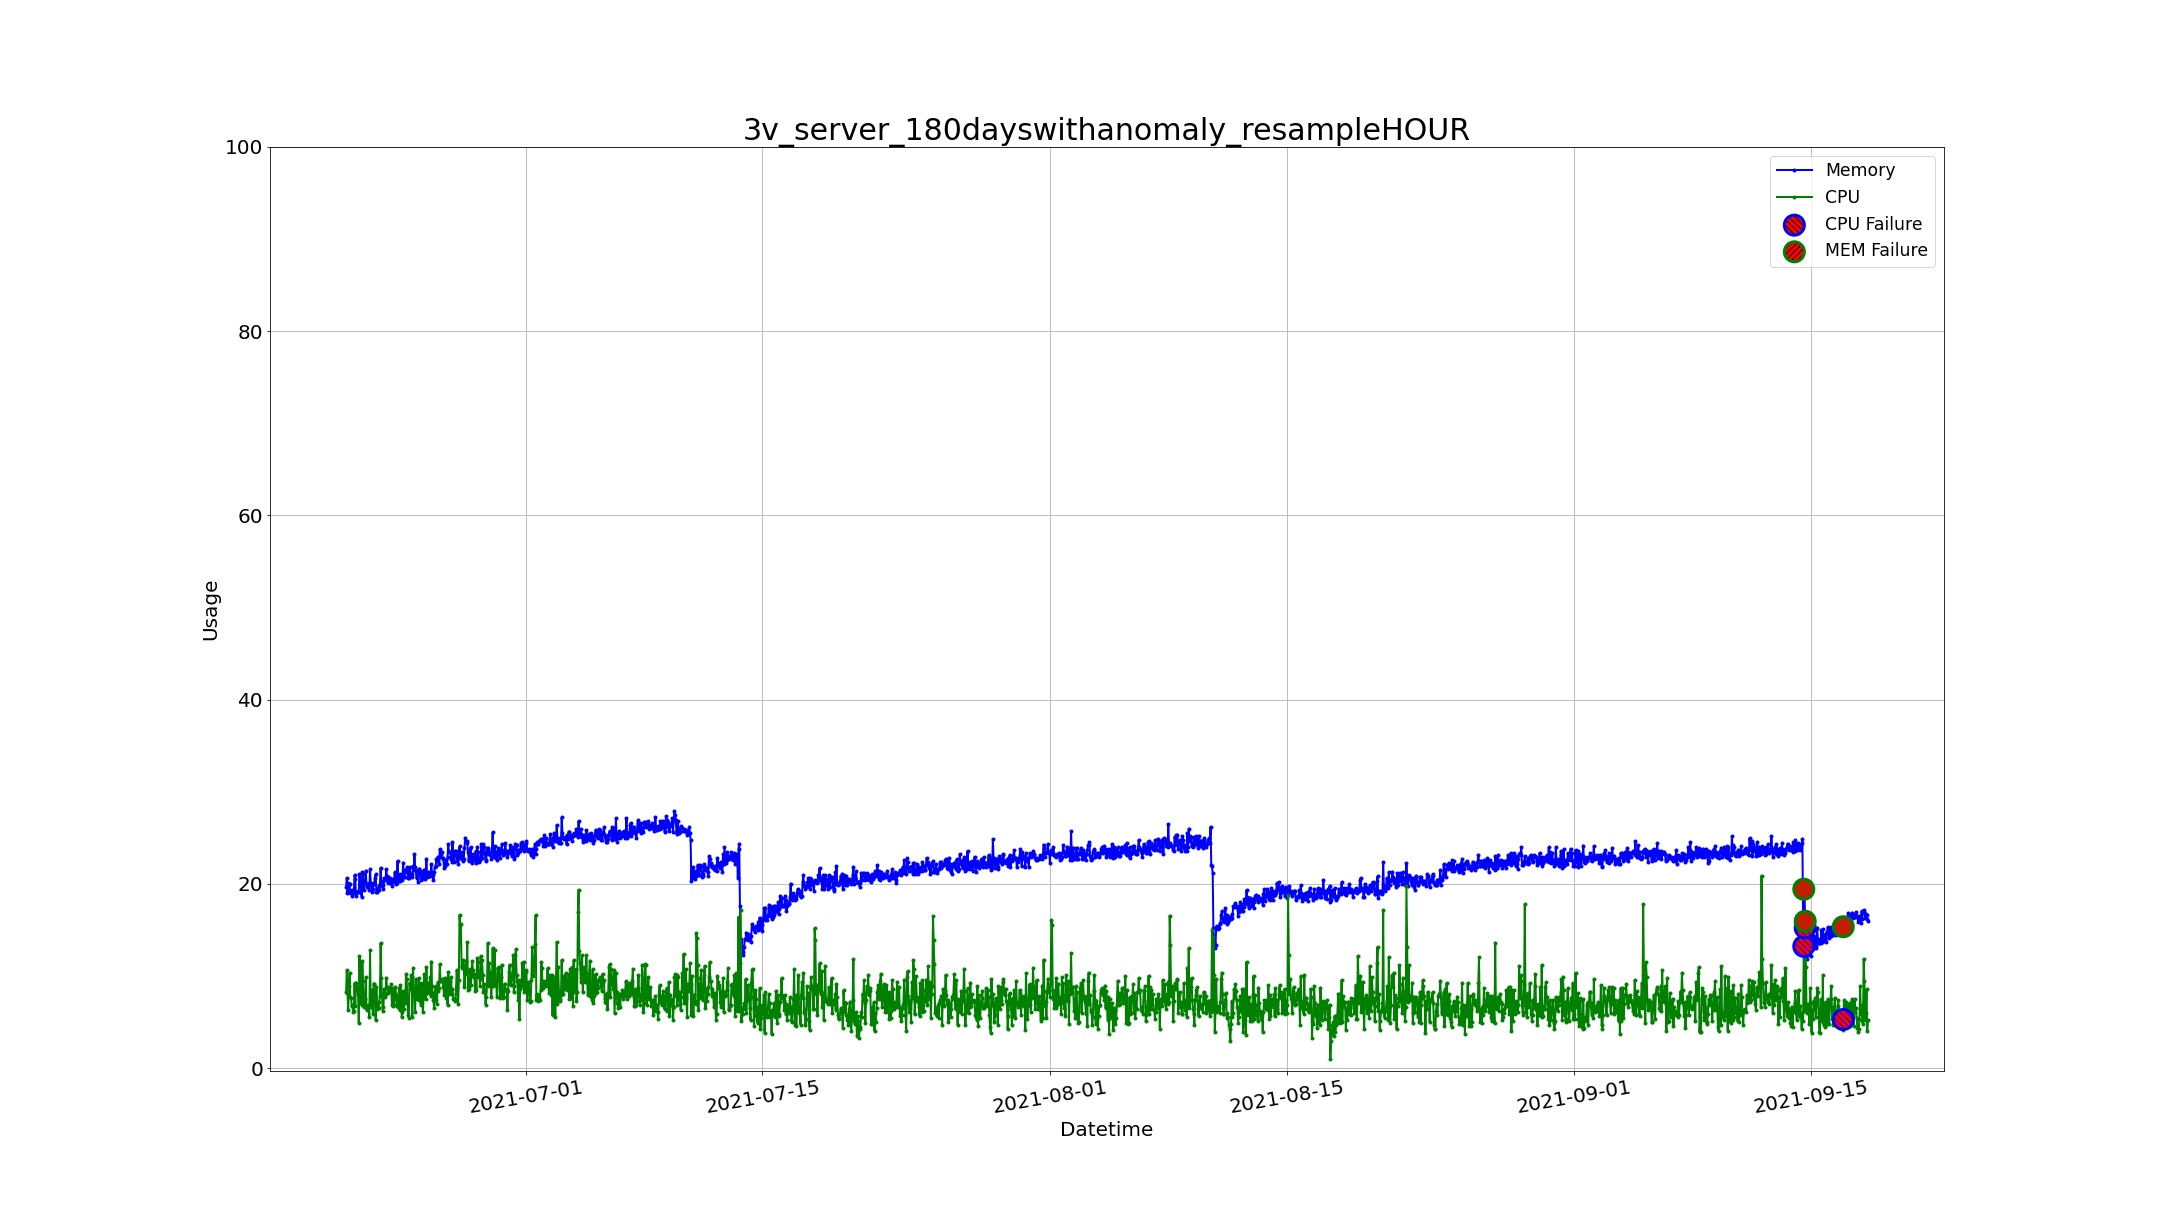 3v_server_180dayswithanomaly_resampleHOUR
100
80
60
40
20
0
Usage
Memory
CPU
CPU Failure
MEM Failure
2021-07-01
2021-07-15
2021-08-01
2021-08-15
2021-09-01
2021-09-15
Datetime